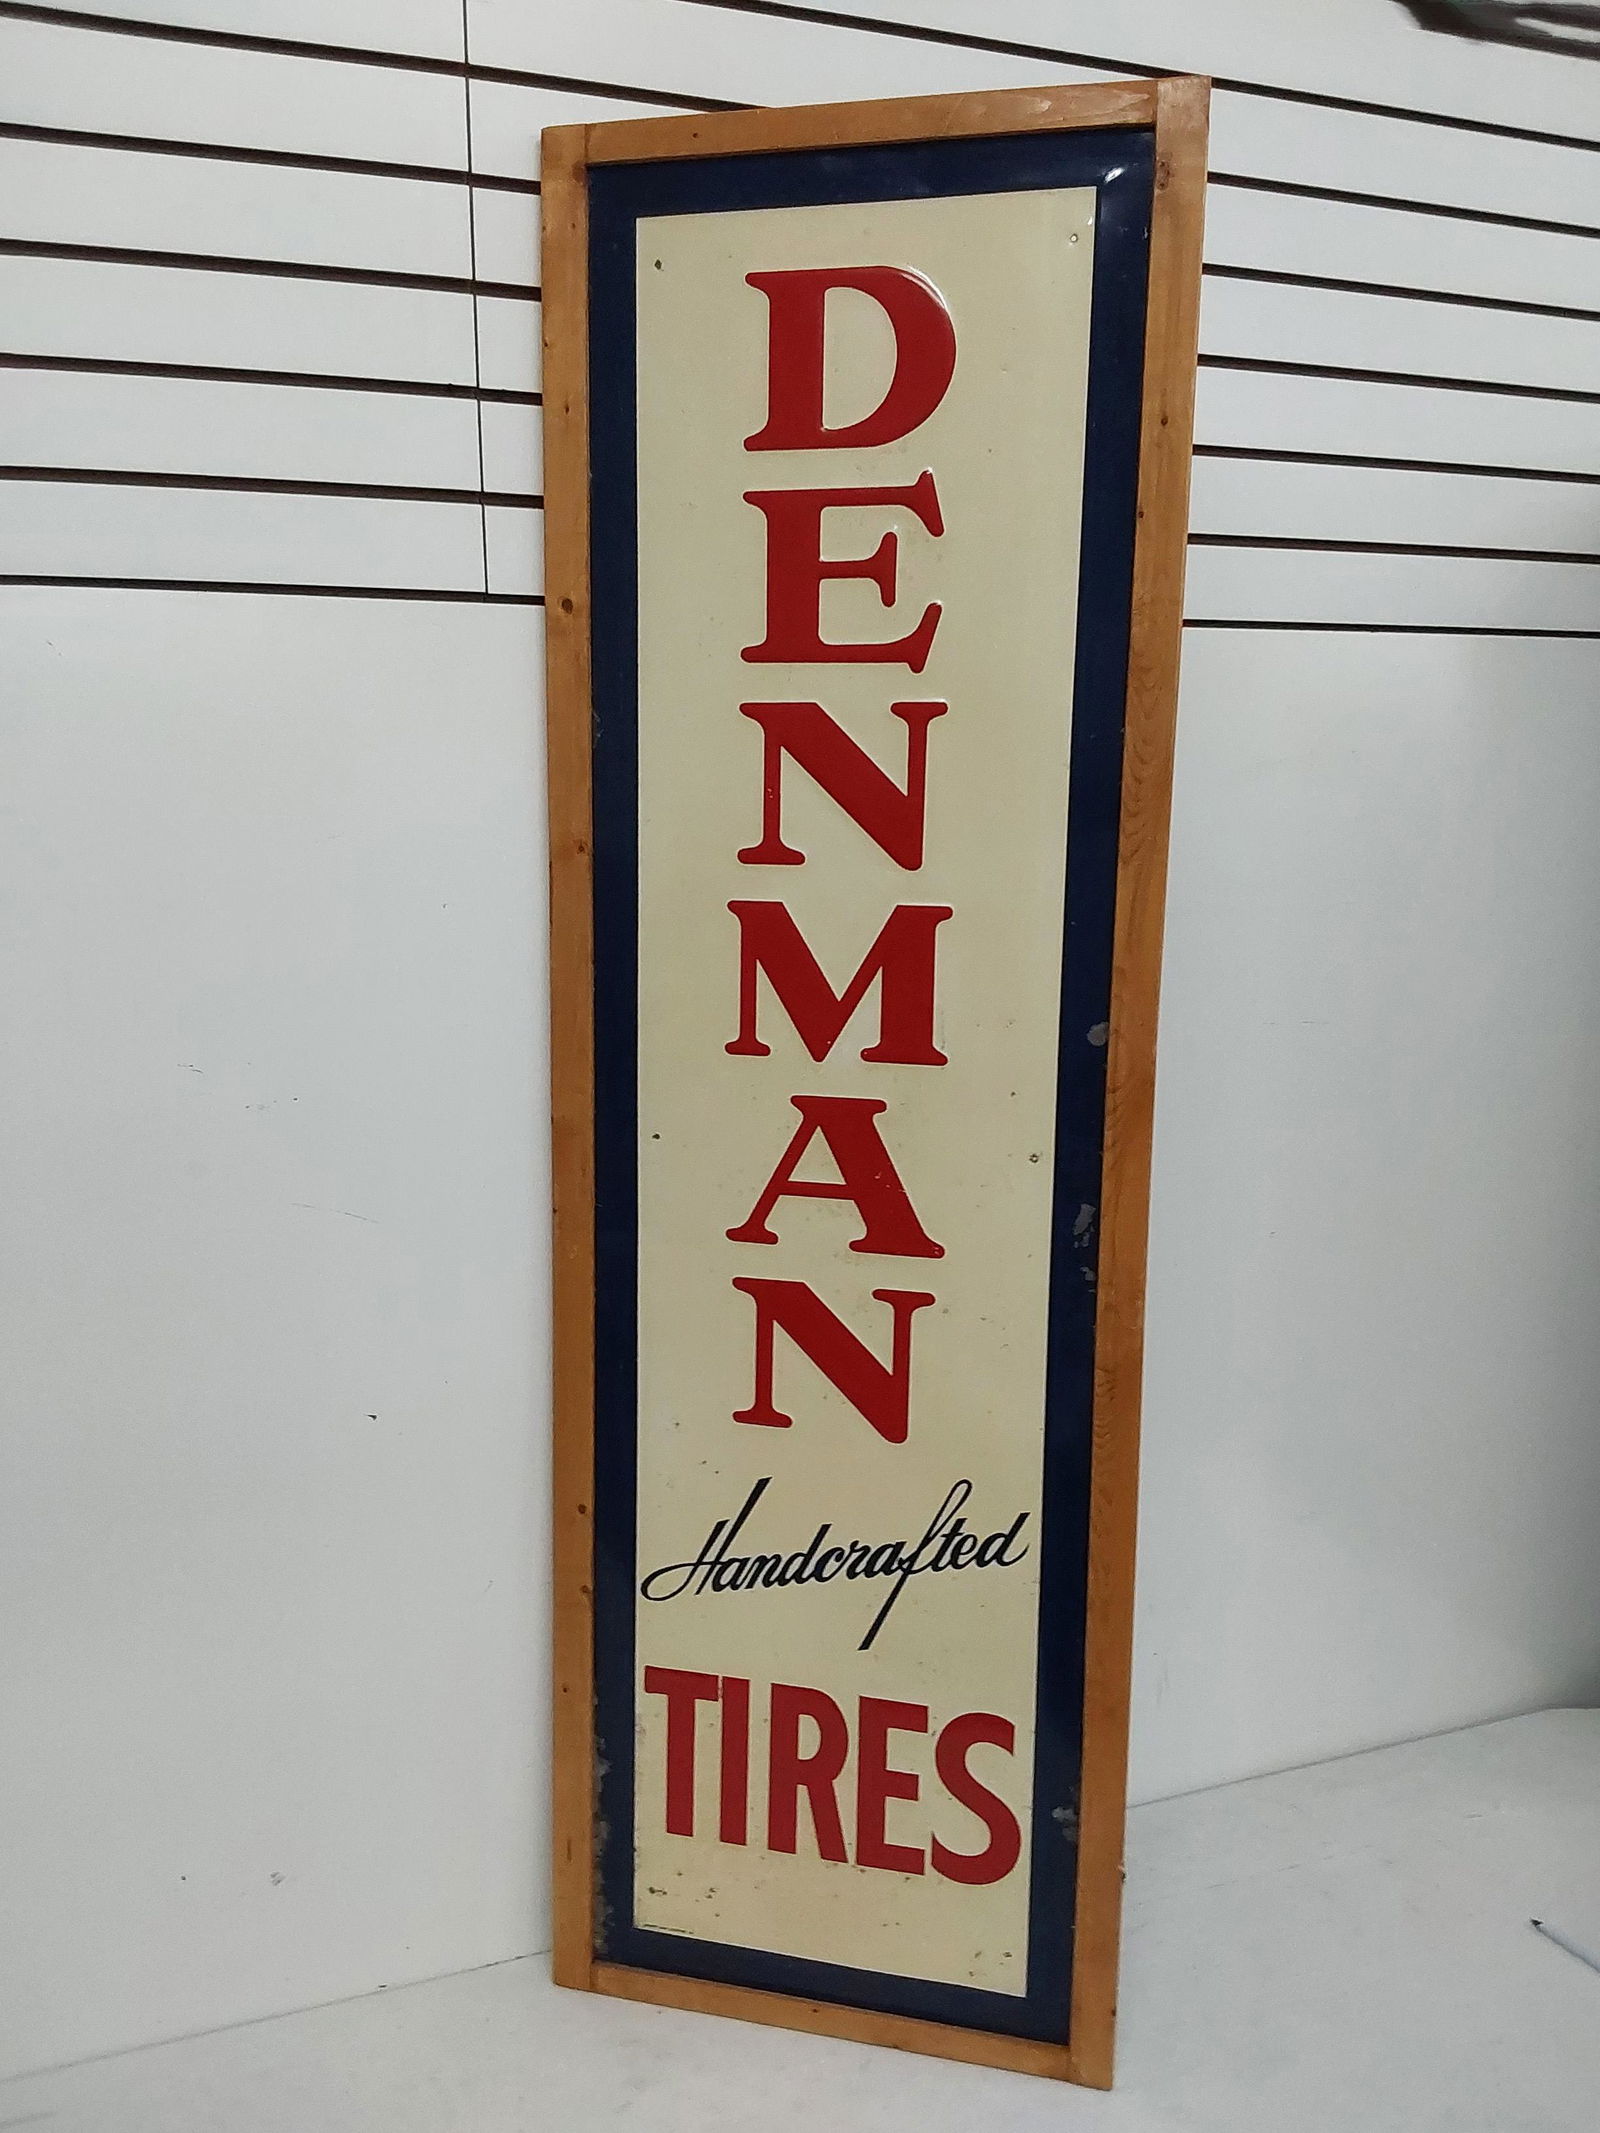 DENMAN
Handcrafted
TIRES